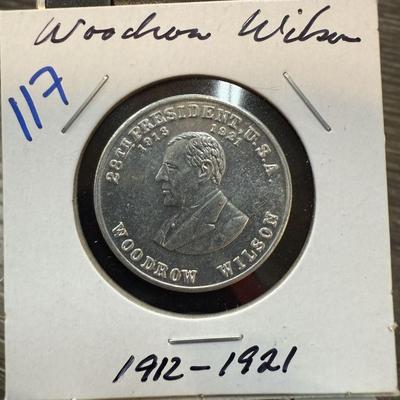 Woodrow Wilson
117
28TH PRESIDENT, U.S.A.
1913 1921
WOODROW WILSON
1912-1921